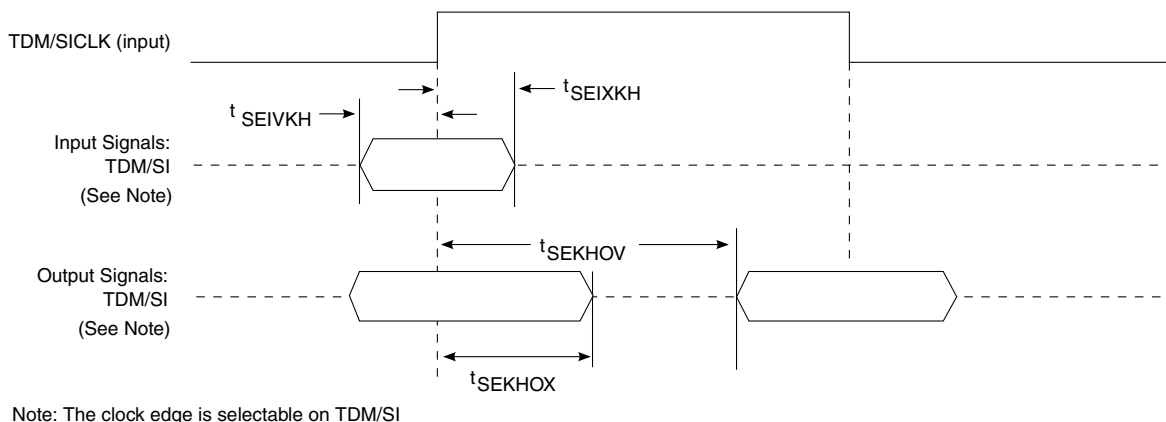 TDM/SICLK (input)
tSEIXKH
t SEIVKH
Input Signals:
TDM/SI
(See Note)
tSEKHOV
Output Signals:
TDM/SI
(See Note)
tSEKHOX
Note: The clock edge is selectable on TDM/SI